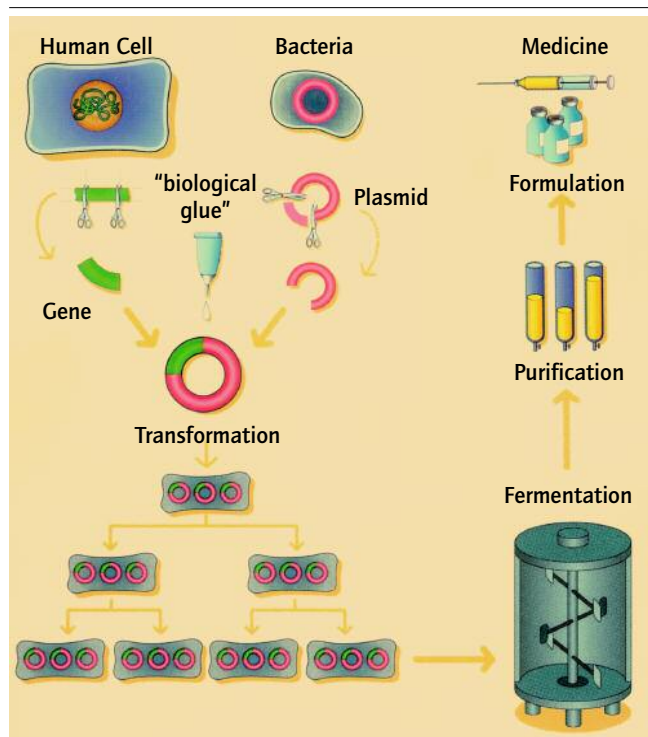 Human Cell
Bacteria
Medicine
"biological
glue"
Plasmid
Formulation
Gene
Purification
Transformation
Fermentation